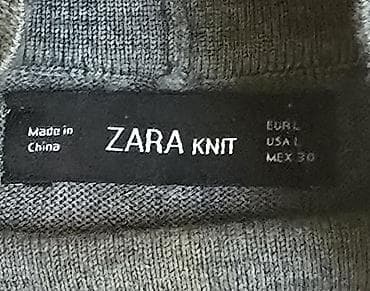 Made in
China
ZARA KNIT
EUR L
USA L
MEX 30